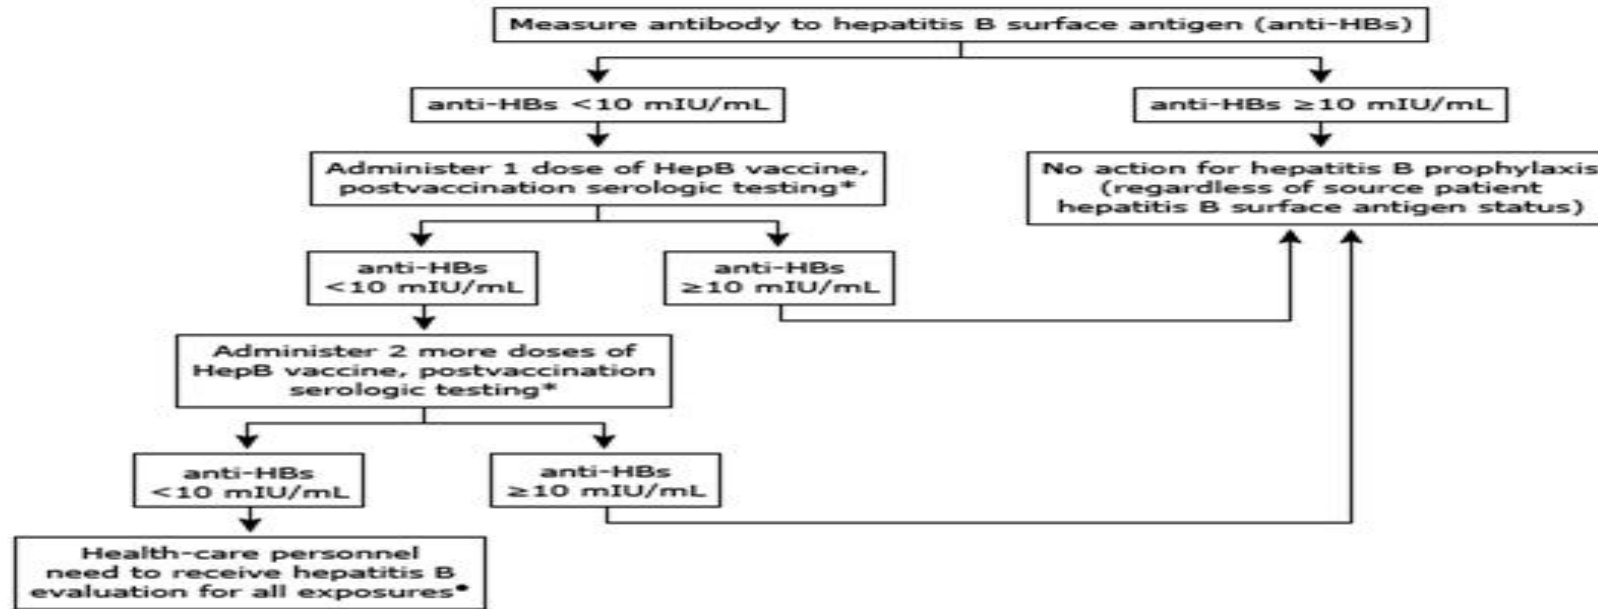 Measure antibody to hepatitis B surface antigen (anti-HBs)
anti-HBs <10 mIU/mL
anti-HBs ≥10 mIU/mL
Administer 1 dose of HepB vaccine,
postvaccination serologic testing*
No action for hepatitis B prophylaxis
(regardless of source patient
hepatitis B surface antigen status)
anti-HBs
<10 mIU/mL
anti-HBs
≥10 mIU/mL
Administer 2 more doses of
HepB vaccine, postvaccination
serologic testing*
anti-HBs
<10 mIU/mL
anti-HBs
≥10 mIU/mL
Health-care personnel
need to receive hepatitis B
evaluation for all exposures•